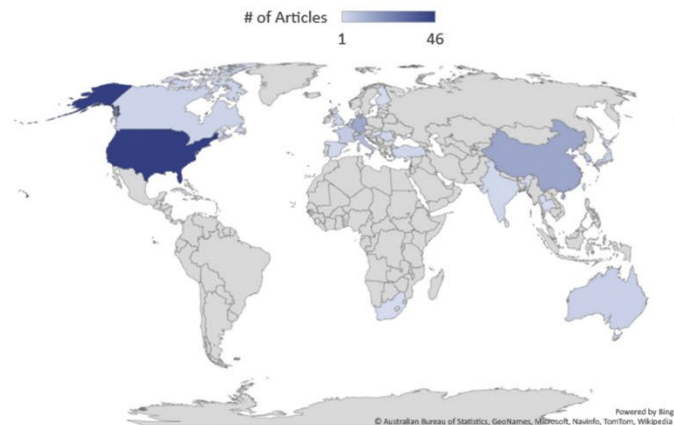 # of Articles
1 46
Powered by Bing
© Australian Bureau of Statistics, GeoNames, Microsoft, Navinfo, TomTom, Wikipedia